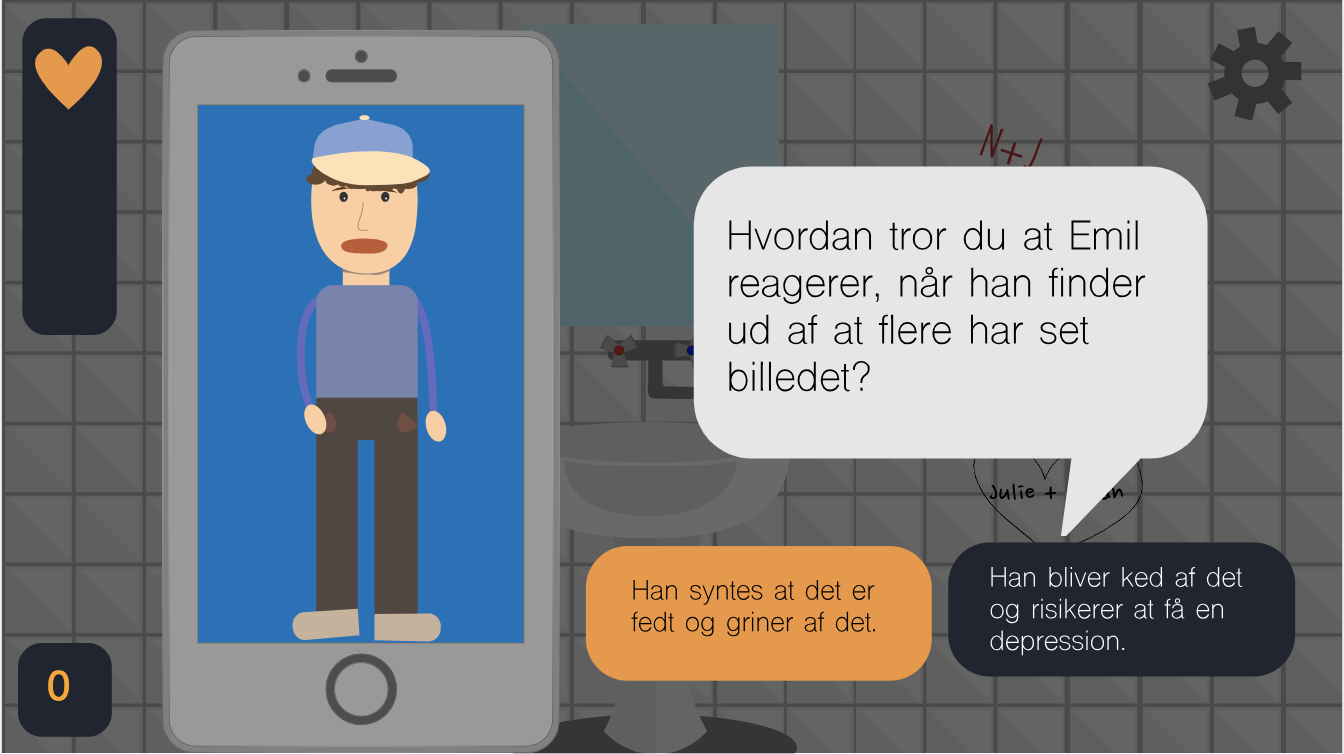 N+J
Hvordan tror du at Emil
reagerer, når han finder
ud af at flere har set
billedet?
Julie +
Han syntes at det er
fedt og griner af det.
Han bliver ked af det
og risikerer at få en
depression.
0